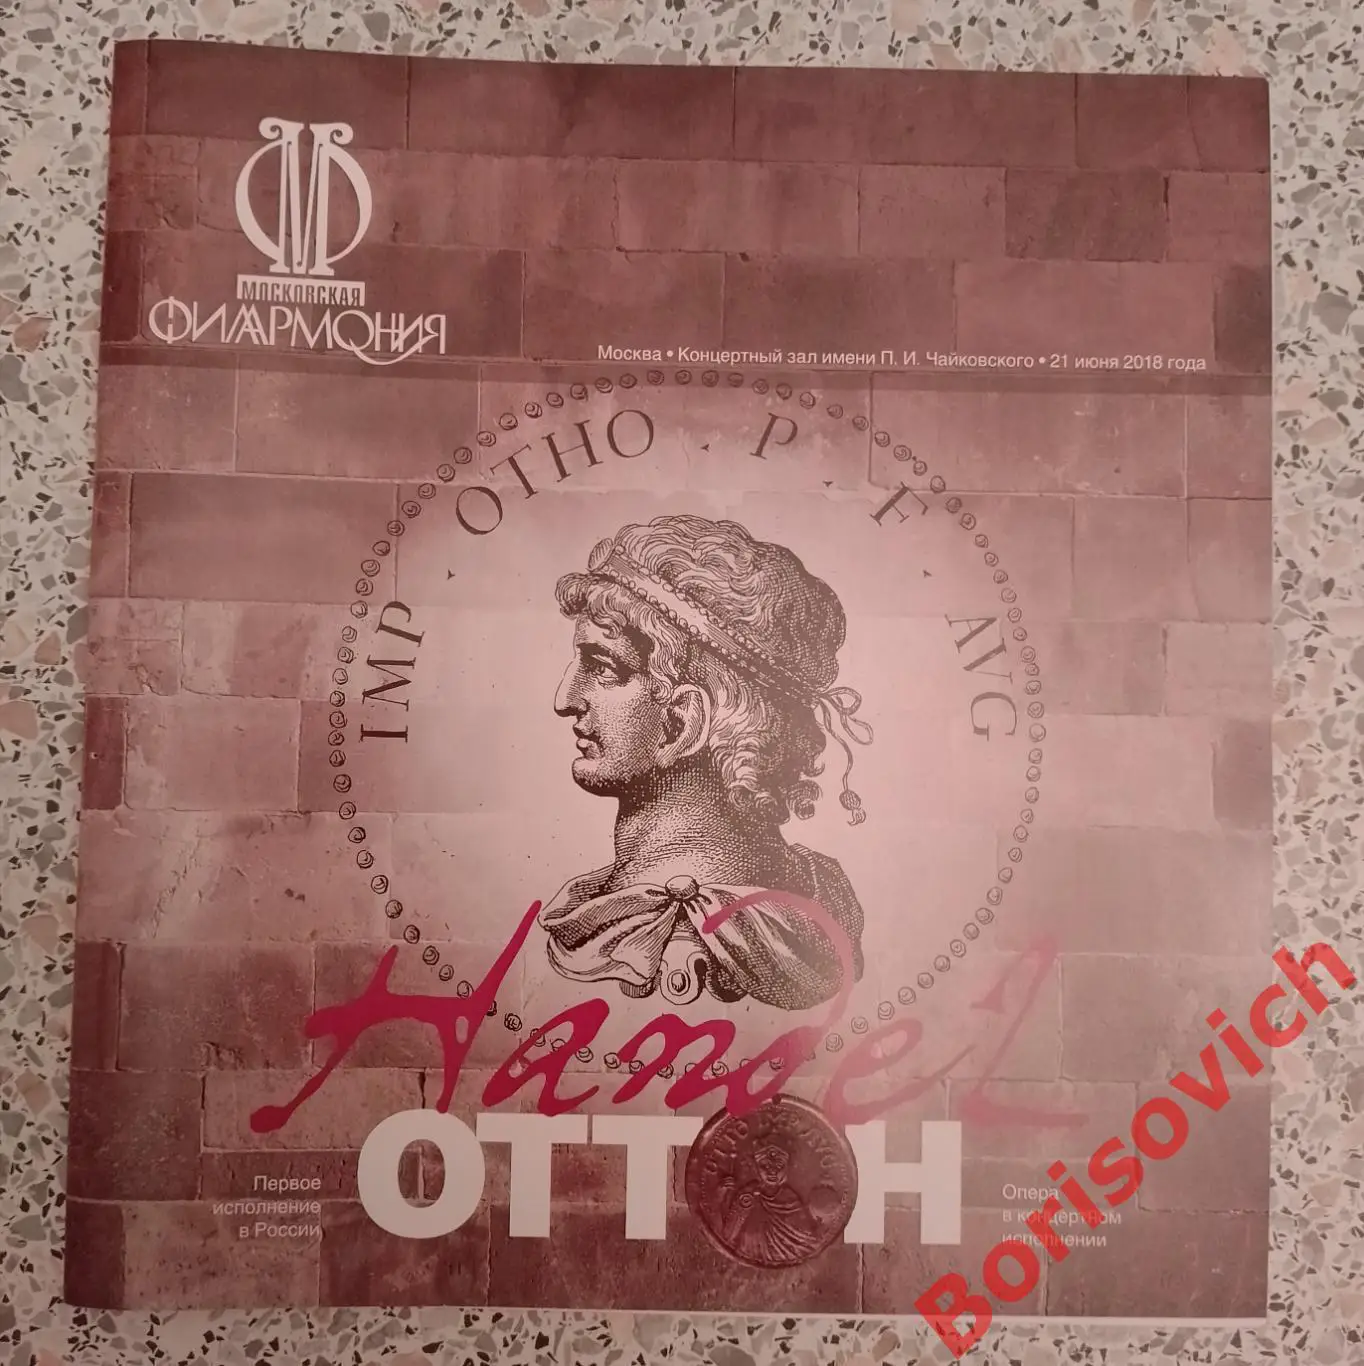 МОСКОВСКАЯ
ФИЛАРМОНИЯ
Москва • Концертный зал имени П. И. Чайковского • 21 июня 2018 года
IMP . OTHO . P . F . AVG
Handel
ОТТОН
Первое
исполнение
в России
Опера
в концертном
исполнении
Borisovich